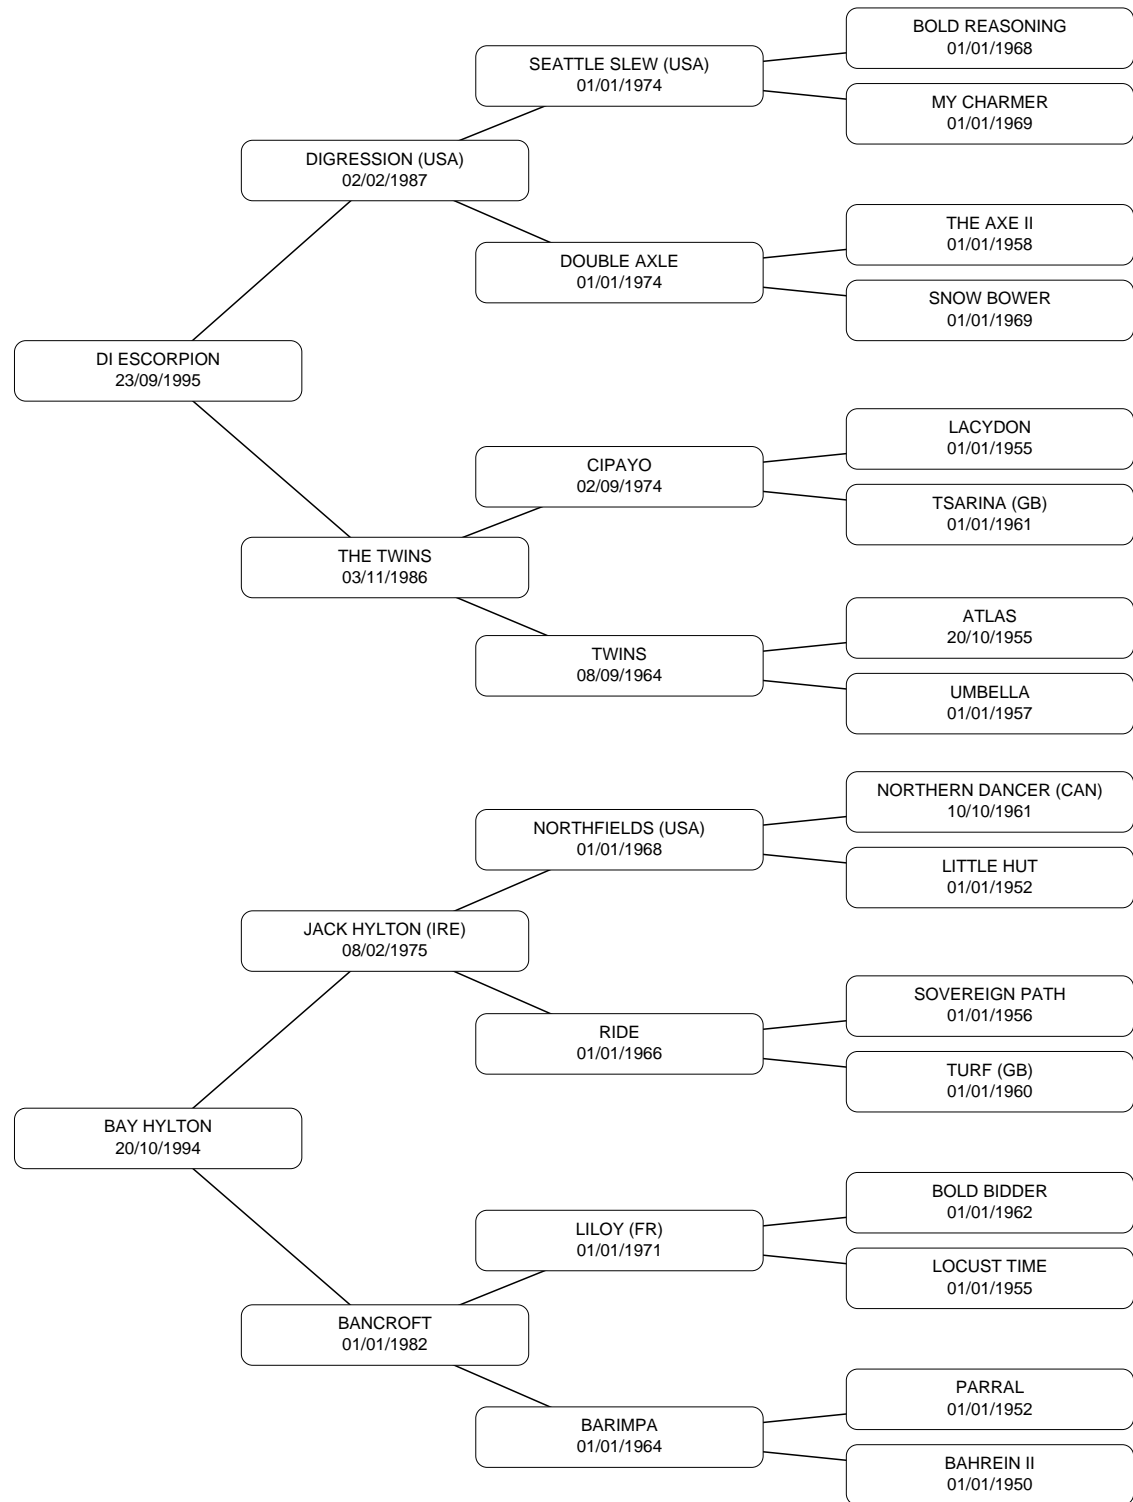 BOLD REASONING
01/01/1968
SEATTLE SLEW (USA)
01/01/1974
MY CHARMER
01/01/1969
DIGRESSION (USA)
02/02/1987
THE AXE II
01/01/1958
DOUBLE AXLE
01/01/1974
SNOW BOWER
01/01/1969
DI ESCORPION
23/09/1995
LACYDON
01/01/1955
CIPAYO
02/09/1974
TSARINA (GB)
01/01/1961
THE TWINS
03/11/1986
ATLAS
20/10/1955
TWINS
08/09/1964
UMBELLA
01/01/1957
NORTHERN DANCER (CAN)
10/10/1961
NORTHFIELDS (USA)
01/01/1968
LITTLE HUT
01/01/1952
JACK HYLTON (IRE)
08/02/1975
SOVEREIGN PATH
01/01/1956
RIDE
01/01/1966
TURF (GB)
01/01/1960
BAY HYLTON
20/10/1994
BOLD BIDDER
01/01/1962
LILOY (FR)
01/01/1971
LOCUST TIME
01/01/1955
BANCROFT
01/01/1982
PARRAL
01/01/1952
BARIMPA
01/01/1964
BAHREIN II
01/01/1950